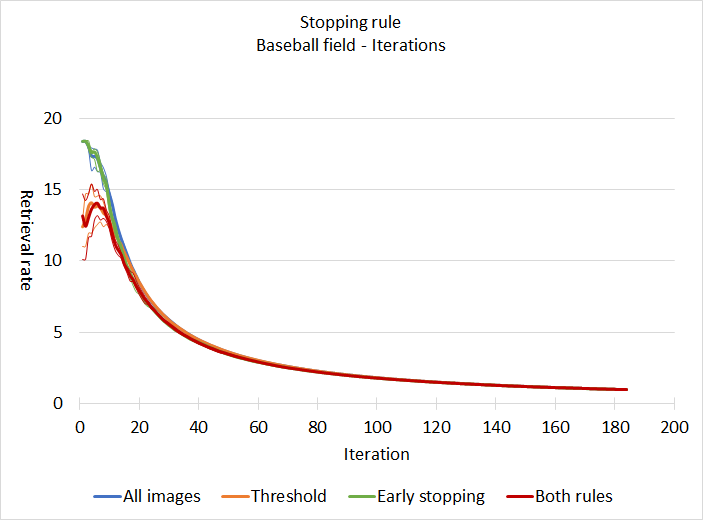 Stopping rule
Baseball field - Iterations
20
15
10
5
0
Retrieval rate
0 20 40 60 80 100 120 140 160 180 200
Iteration
All images Threshold Early stopping Both rules